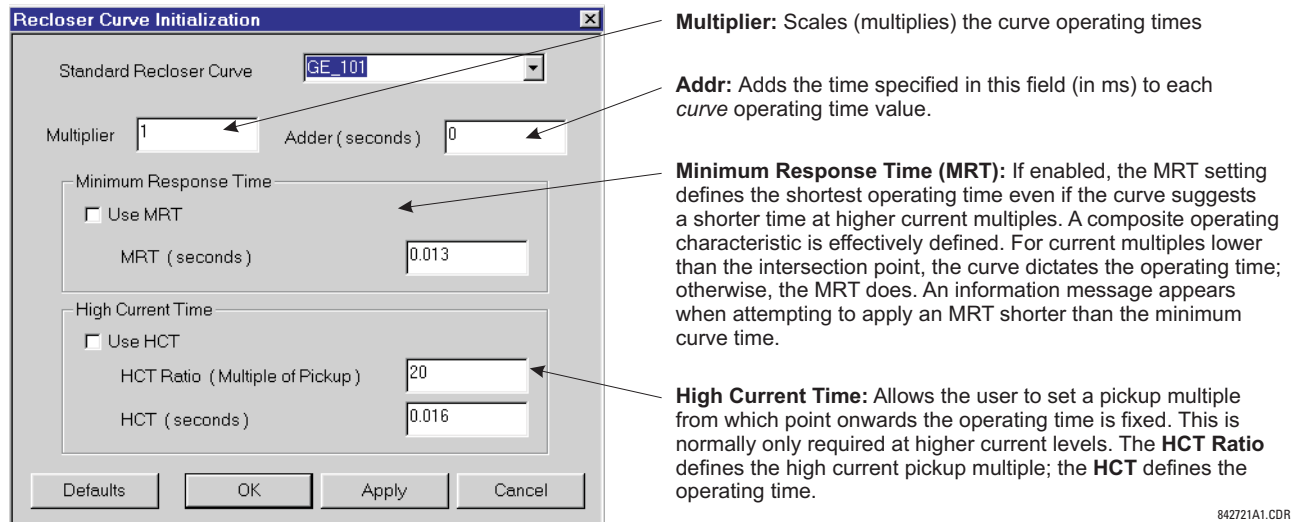 Recloser Curve Initialization
Standard Recloser Curve
GE_101
Multiplier
1
Adder ( seconds )
0
Minimum Response Time
Use MRT
MRT ( seconds )
0.013
High Current Time
Use HCT
HCT Ratio ( Multiple of Pickup )
20
HCT ( seconds )
0.016
Defaults
OK
Apply
Cancel
Multiplier: Scales (multiplies) the curve operating times
Addr: Adds the time specified in this field (in ms) to each
curve operating time value.
Minimum Response Time (MRT): If enabled, the MRT setting
defines the shortest operating time even if the curve suggests
a shorter time at higher current multiples. A composite operating
characteristic is effectively defined. For current multiples lower
than the intersection point, the curve dictates the operating time;
otherwise, the MRT does. An information message appears
when attempting to apply an MRT shorter than the minimum
curve time.
High Current Time: Allows the user to set a pickup multiple
from which point onwards the operating time is fixed. This is
normally only required at higher current levels. The HCT Ratio
defines the high current pickup multiple; the HCT defines the
operating time.
842721A1.CDR